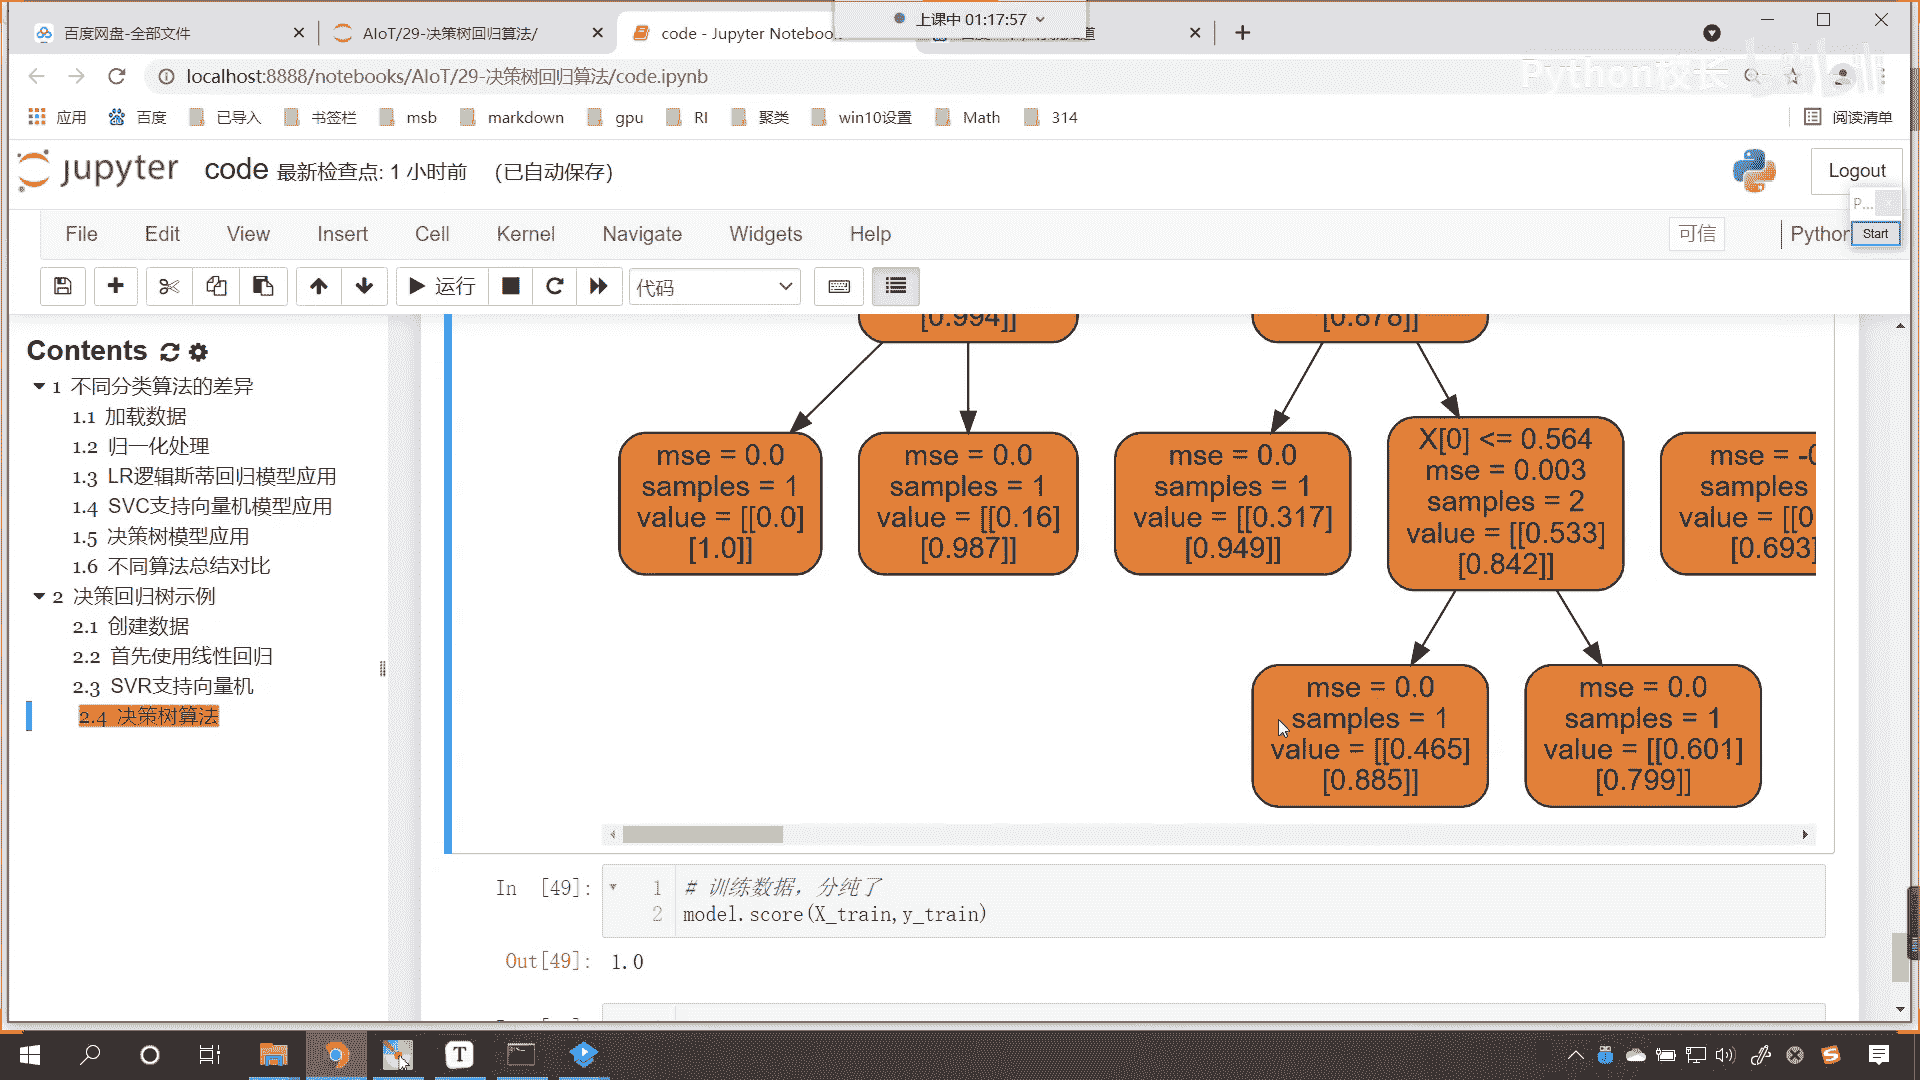 上课中 01:17:57
百度网盘-全部文件
AIoT/29-决策树回归算法/
code - Jupyter Notebook
localhost:8888/notebooks/AIoT/29-决策树回归算法/code.ipynb
Python校长
应用 百度 已导入 书签栏 msb markdown gpu RI 聚类 win10设置 Math 314 阅读清单
jupyter code 最新检查点: 1 小时前 (已自动保存)
Logout
P...
Start
File Edit View Insert Cell Kernel Navigate Widgets Help 可信 Python
运行 代码
Contents
1 不同分类算法的差异
1.1 加载数据
1.2 归一化处理
1.3 LR逻辑斯蒂回归模型应用
1.4 SVC支持向量机模型应用
1.5 决策树模型应用
1.6 不同算法总结对比
2 决策回归树示例
2.1 创建数据
2.2 首先使用线性回归
2.3 SVR支持向量机
2.4 决策树算法
[0.994]]
[0.878]]
mse = 0.0
samples = 1
value = [[0.0]
[1.0]]
mse = 0.0
samples = 1
value = [[0.16]
[0.987]]
mse = 0.0
samples = 1
value = [[0.317]
[0.949]]
X[0] <= 0.564
mse = 0.003
samples = 2
value = [[0.533]
[0.842]]
mse = -0
samples
value = [[0
[0.693]
mse = 0.0
samples = 1
value = [[0.465]
[0.885]]
mse = 0.0
samples = 1
value = [[0.601]
[0.799]]
In [49]:
1 # 训练数据，分纯了
2 model.score(X_train,y_train)
Out[49]: 1.0